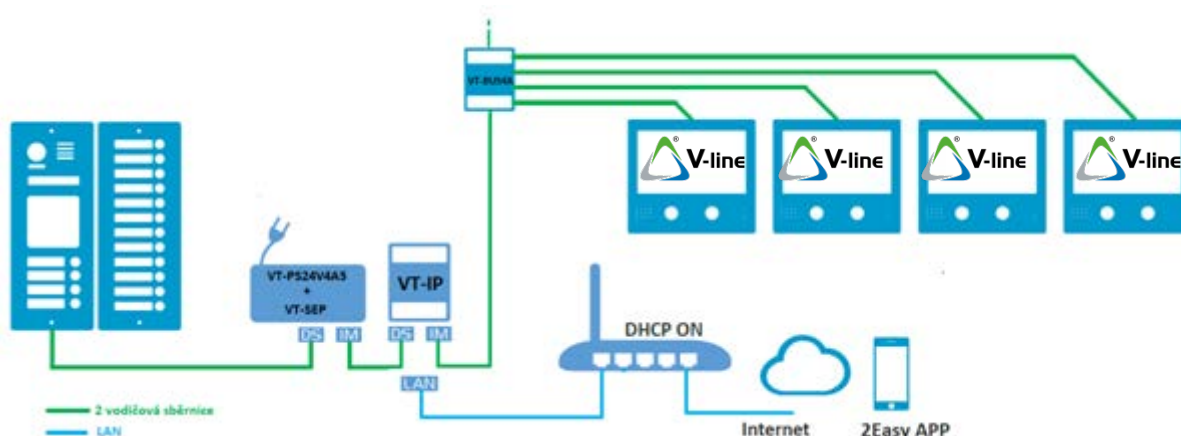 VT-BUS4A
V-line®
V-line®
V-line®
V-line®
VT-PS24V4A5
+
VT-SEP
VT-IP
DS
IM
DS
IM
LAN
DHCP ON
2 vodičová sběrnice
LAN
Internet
2Easy APP